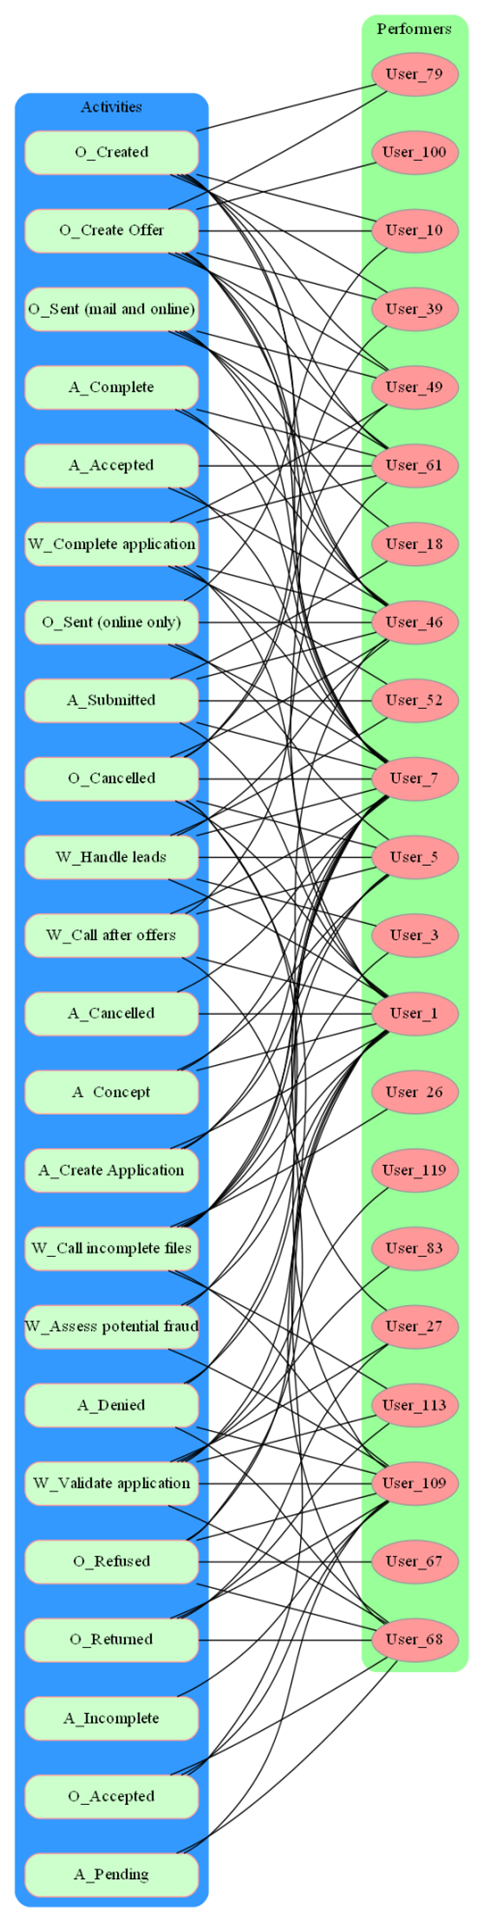 Performers
User_79
Activities
O_Created
User_100
O_Create Offer
User_10
O_Sent (mail and online)
User_39
A_Complete
User_49
A_Accepted
User_61
W_Complete application
User_18
O_Sent (online only)
User_46
A_Submitted
User_52
O_Cancelled
User_7
W_Handle leads
User_5
W_Call after offers
User_3
A_Cancelled
User_1
A_Concept
User_26
A_Create Application
User_119
W_Call incomplete files
User_83
W_Assess potential fraud
User_27
A_Denied
User_113
W_Validate application
User_109
O_Refused
User_67
O_Returned
User_68
A_Incomplete
O_Accepted
A_Pending